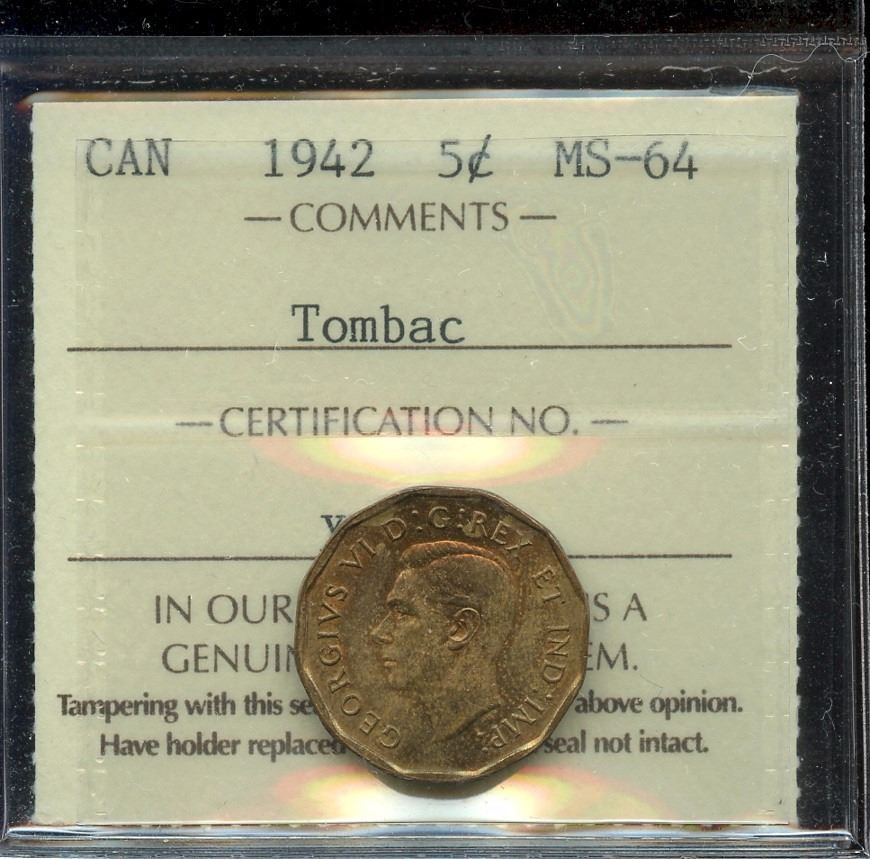 CAN 1942 5¢ MS-64
— COMMENTS —
Tombac
— CERTIFICATION NO. —
GEORGIVS VI D:G:REX ET IND:IMP:
IN OUR S A
GENUIN EM.
Tampering with this se above opinion.
Have holder replaced seal not intact.